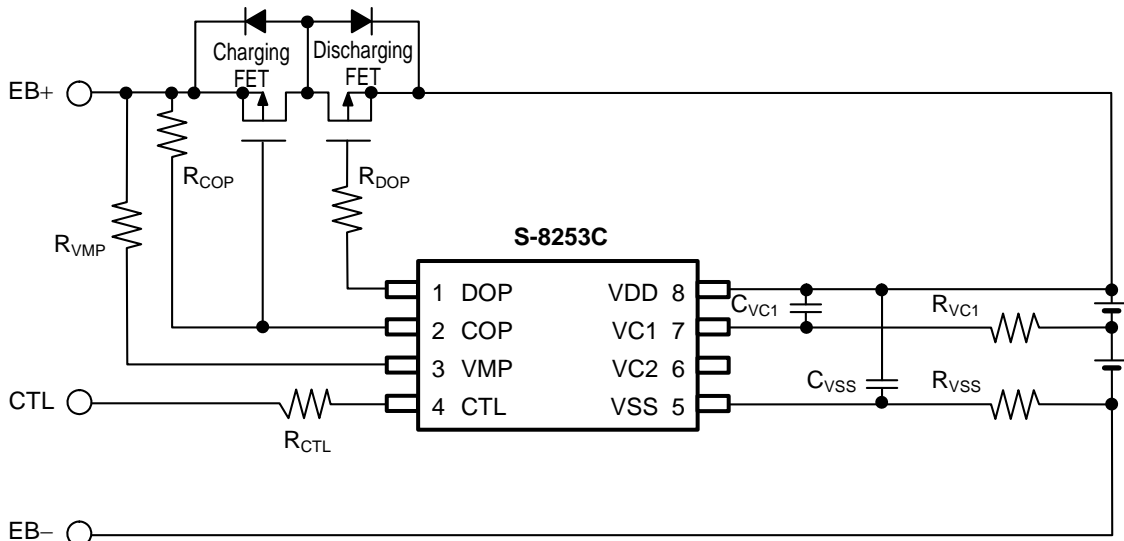 Charging Discharging
FET FET
EB+
RCOP
RDOP
RVMP
S-8253C
1 DOP VDD 8
CVC1 RVC1
2 COP VC1 7
3 VMP VC2 6
CVSS RVSS
CTL
4 CTL VSS 5
RCTL
EB−